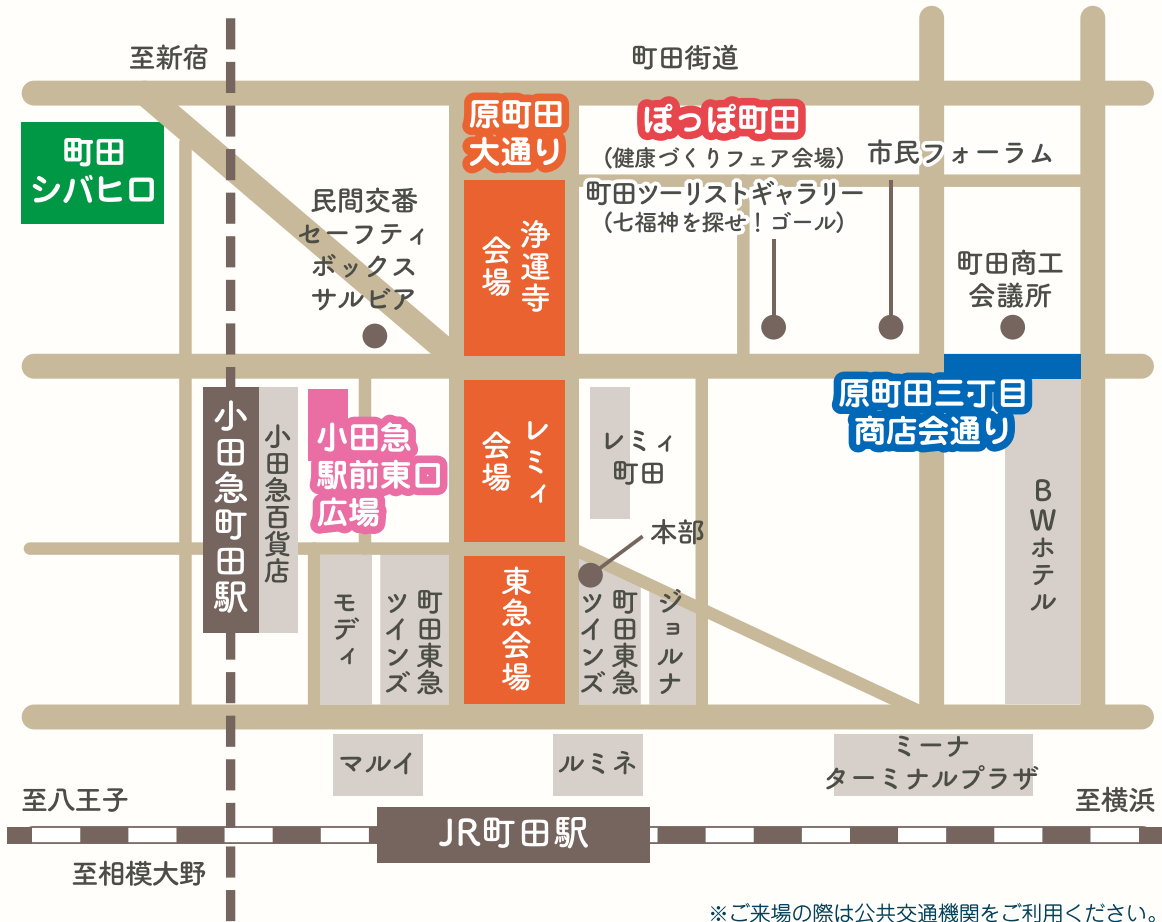 至新宿
町田街道
町田
シバヒロ
原町田
大通り
ぽっぽ町田
(健康づくりフェア会場)
市民フォーラム
町田ツーリストギャラリー
(七福神を探せ！ゴール)
民間交番
セーフティ
ボックス
サルビア
浄運寺
会場
町田商工
会議所
原町田三丁目
商店会通り
小田急町田駅
小田急百貨店
小田急
駅前東口
広場
レミィ
会場
レミィ
町田
本部
BWホテル
モディ
町田東急
ツインズ
東急会場
町田東急
ツインズ
ジョルナ
マルイ
ルミネ
ミーナ
ターミナルプラザ
至八王子
至横浜
JR町田駅
至相模大野
※ご来場の際は公共交通機関をご利用ください。